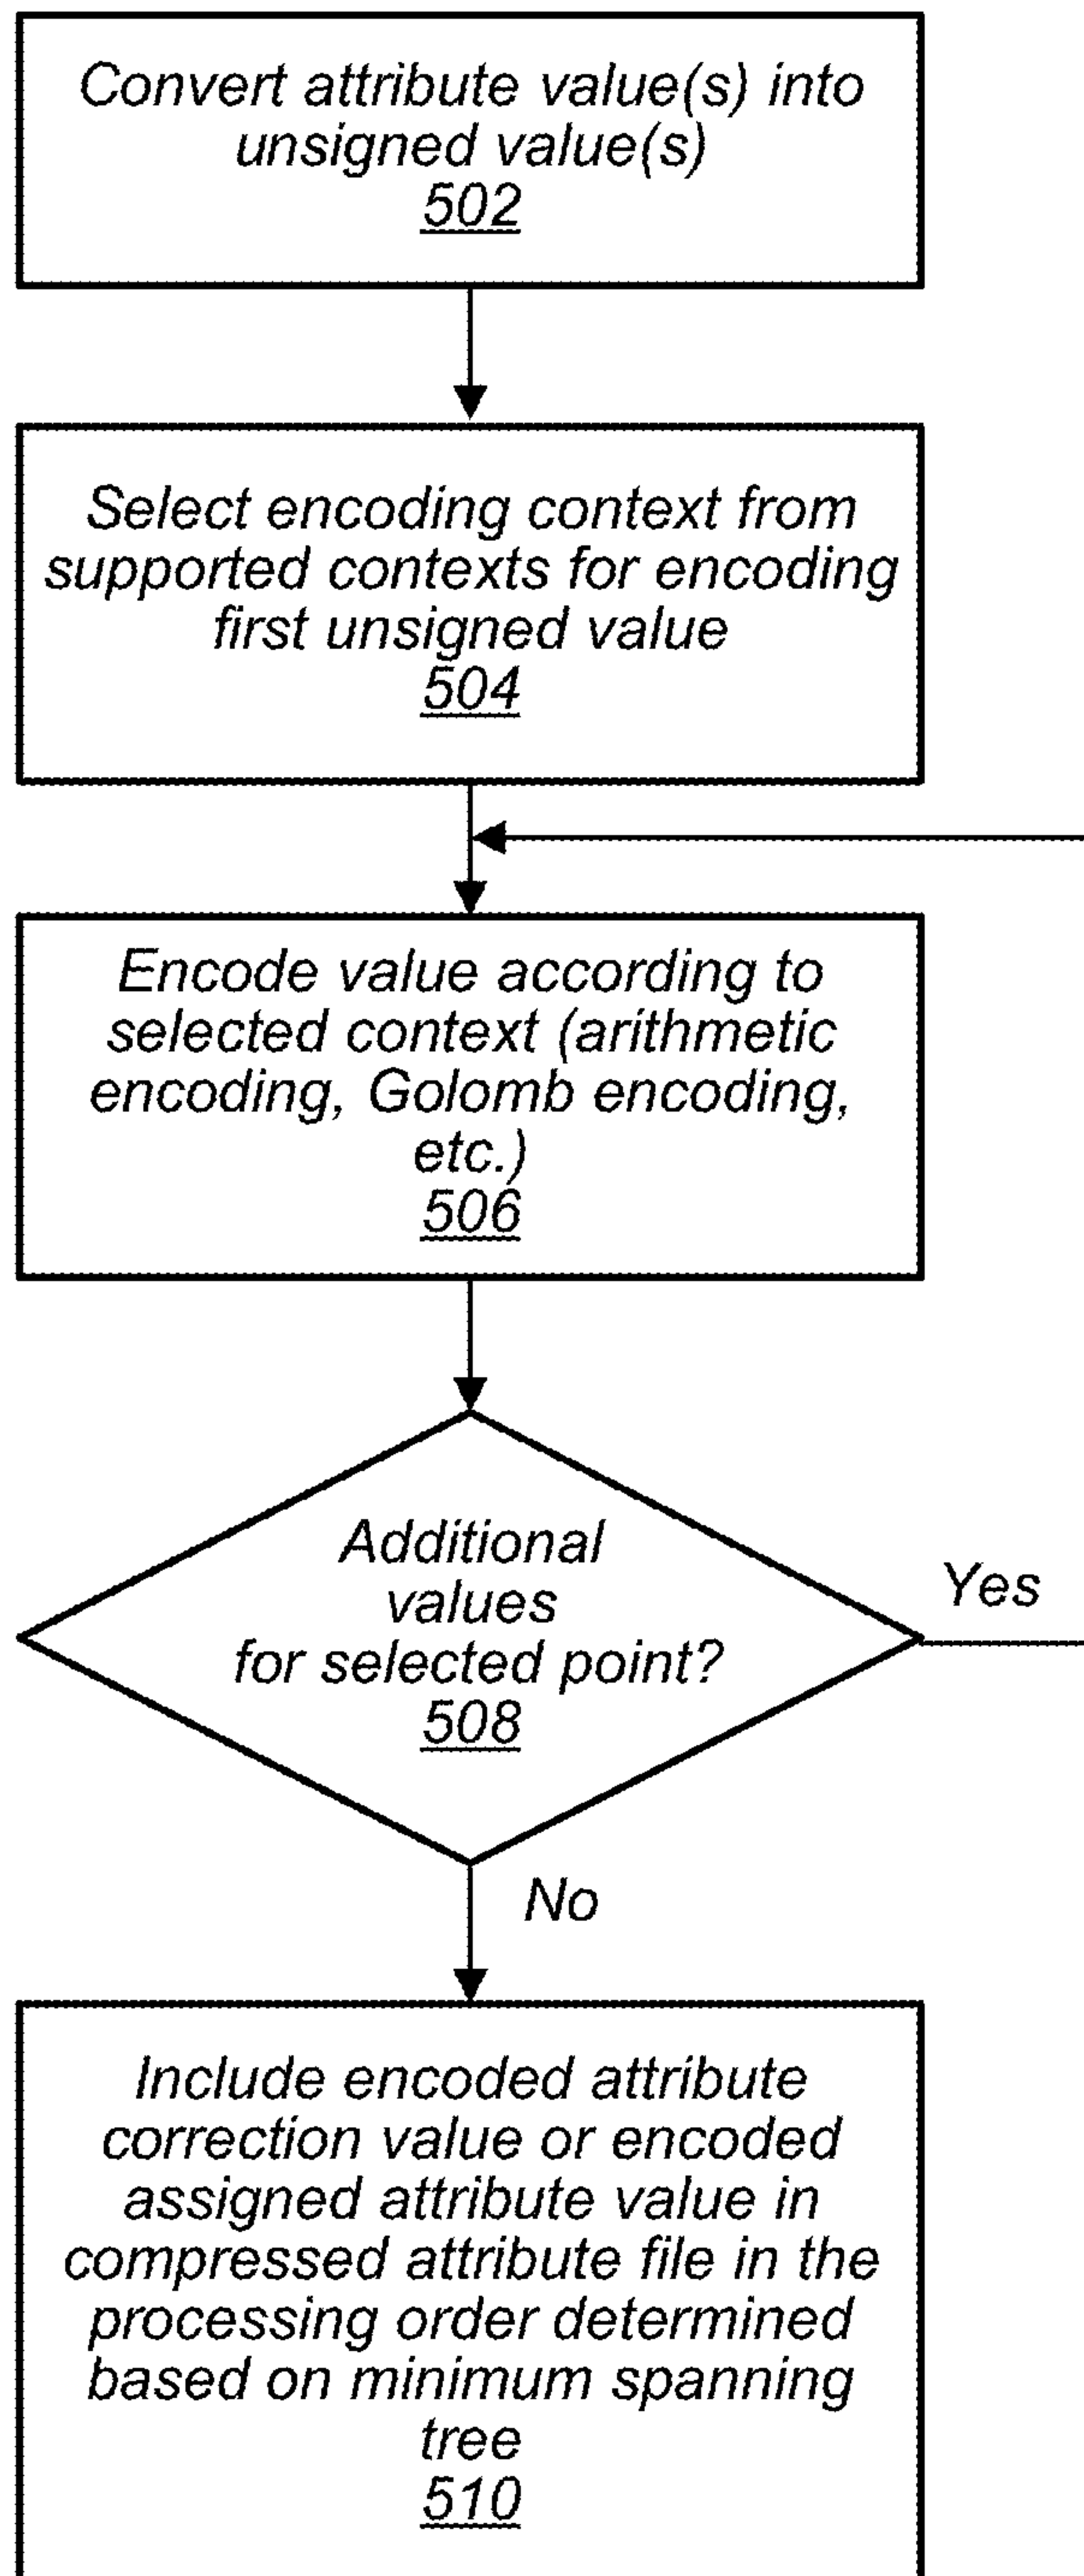 Convert attribute value(s) into
unsigned value(s)
502
Select encoding context from
supported contexts for encoding
first unsigned value
504
Encode value according to
selected context (arithmetic
encoding, Golomb encoding,
etc.)
506
Additional
values
for selected point?
508
Yes
No
Include encoded attribute
correction value or encoded
assigned attribute value in
compressed attribute file in the
processing order determined
based on minimum spanning
tree
510